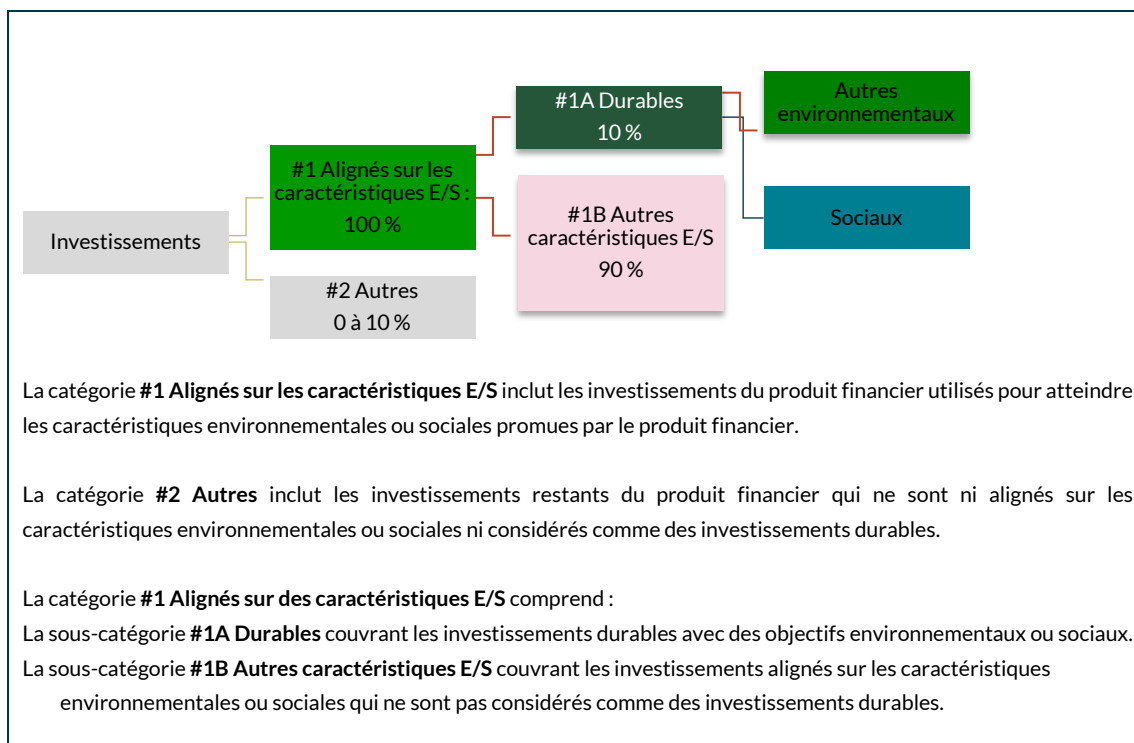 Investissements
#1 Alignés sur les
caractéristiques E/S :
100 %
#2 Autres
0 à 10 %
#1A Durables
10 %
#1B Autres
caractéristiques E/S
90 %
Autres
environnementaux
Sociaux
La catégorie #1 Alignés sur les caractéristiques E/S inclut les investissements du produit financier utilisés pour atteindre
les caractéristiques environnementales ou sociales promues par le produit financier.
La catégorie #2 Autres inclut les investissements restants du produit financier qui ne sont ni alignés sur les
caractéristiques environnementales ou sociales ni considérés comme des investissements durables.
La catégorie #1 Alignés sur des caractéristiques E/S comprend :
La sous-catégorie #1A Durables couvrant les investissements durables avec des objectifs environnementaux ou sociaux.
La sous-catégorie #1B Autres caractéristiques E/S couvrant les investissements alignés sur les caractéristiques
environnementales ou sociales qui ne sont pas considérés comme des investissements durables.